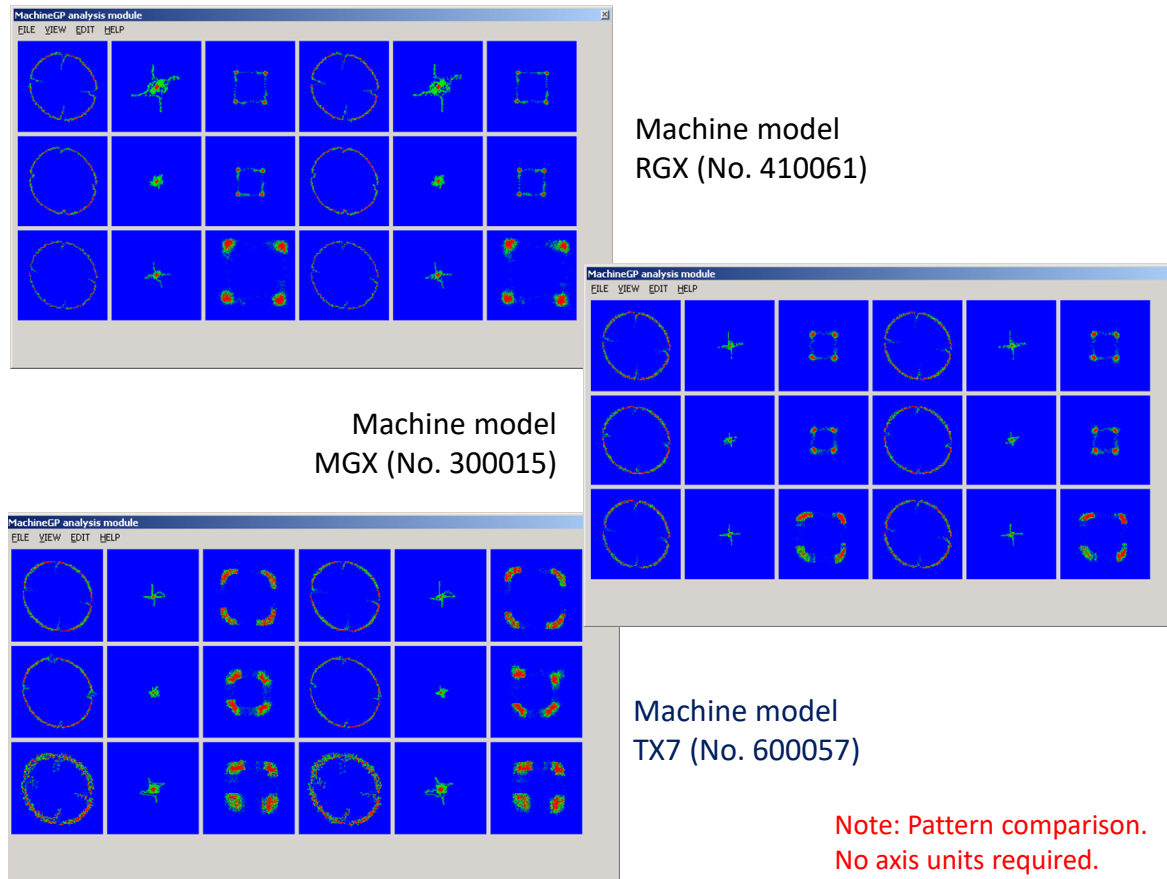 MachineGP analysis module
FILE VIEW EDIT HELP
Machine model
RGX (No. 410061)
MachineGP analysis module
FILE VIEW EDIT HELP
Machine model
MGX (No. 300015)
MachineGP analysis module
FILE VIEW EDIT HELP
Machine model
TX7 (No. 600057)
Note: Pattern comparison.
No axis units required.